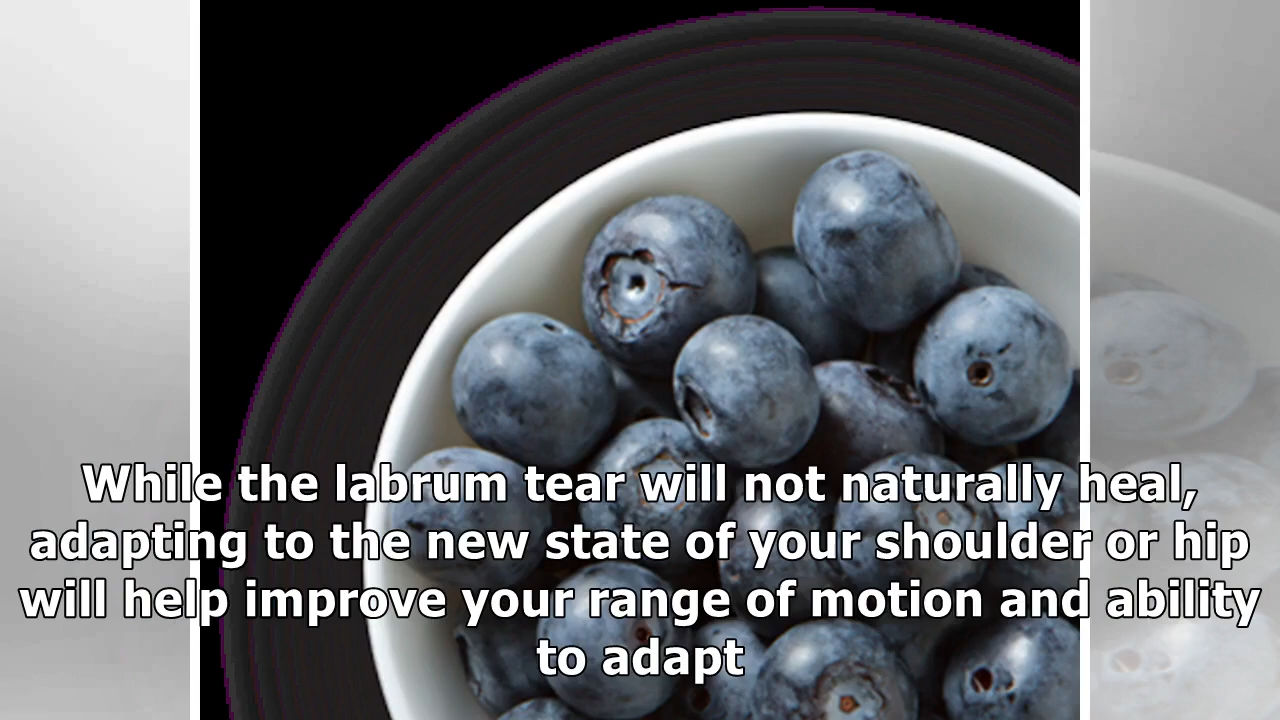 While the labrum tear will not naturally heal,
adapting to the new state of your shoulder or hip
will help improve your range of motion and ability
to adapt